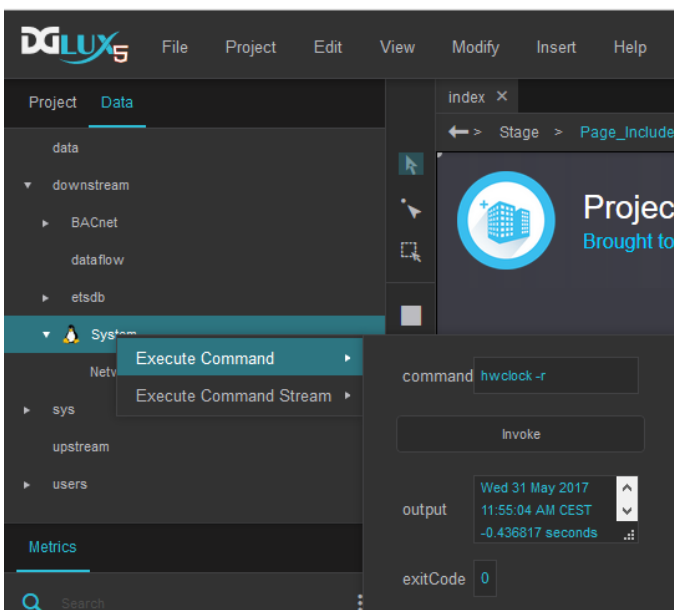 DGLUX5
File Project Edit View Modify Insert Help
Project Data
index
> Stage > Page_Include
data
downstream
BACnet
dataflow
etsdb
System
Netv
sys
upstream
users
Projec
Brought to
Execute Command
Execute Command Stream
command hwclock -r
Invoke
output
Wed 31 May 2017
11:55:04 AM CEST
-0.436817 seconds
exitCode 0
Metrics
Search